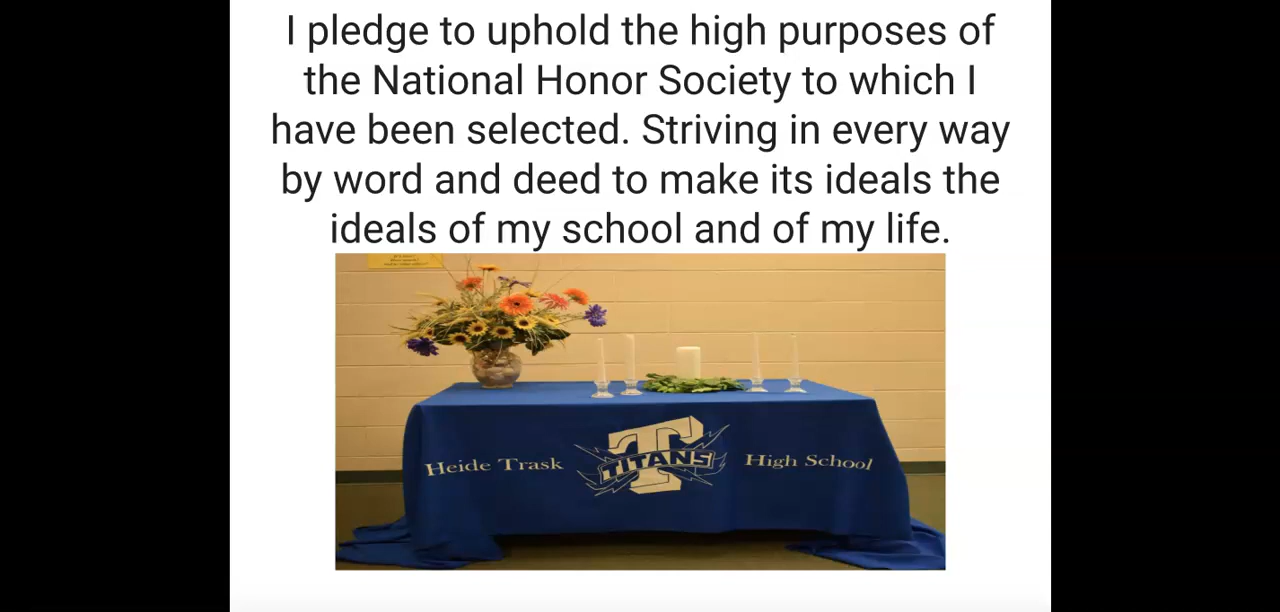 I pledge to uphold the high purposes of
the National Honor Society to which I
have been selected. Striving in every way
by word and deed to make its ideals the
ideals of my school and of my life.
Heide Trask T TITANS High School